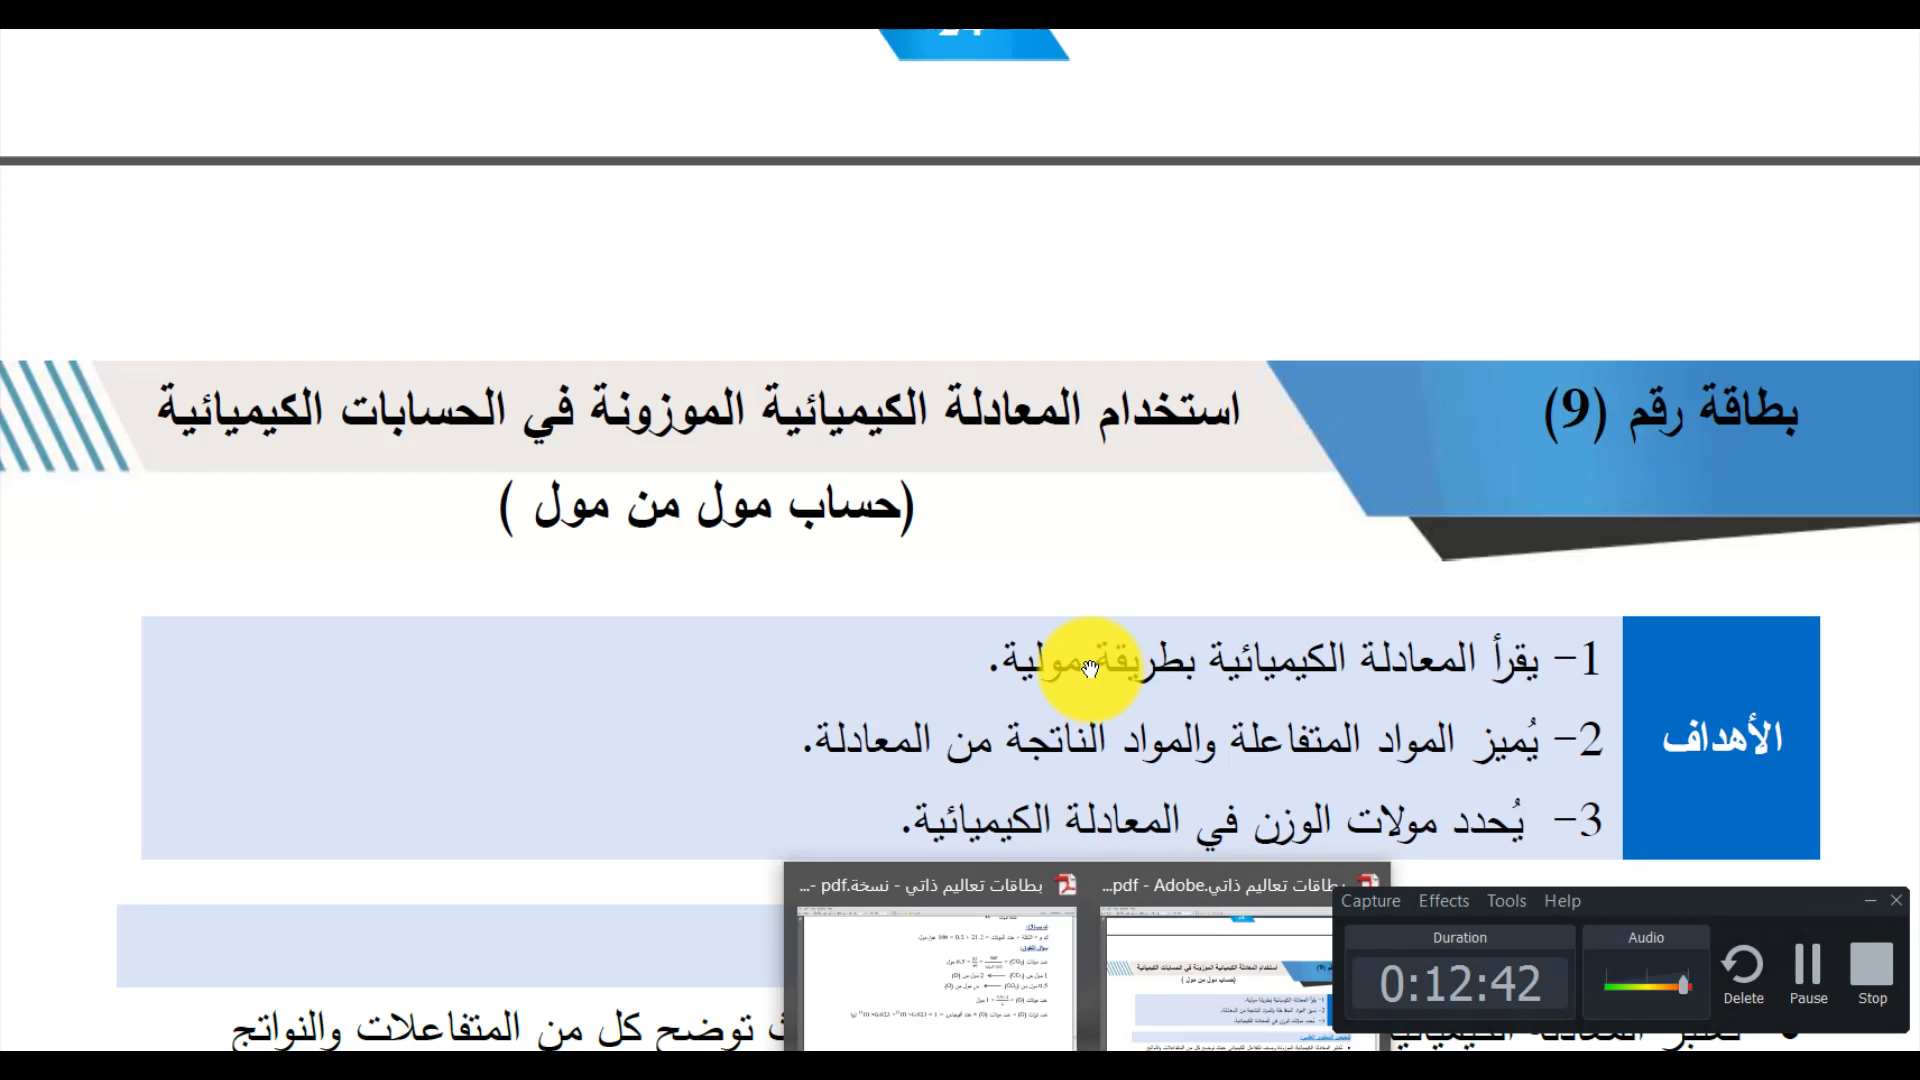 بطاقة رقم (9)
استخدام المعادلة الكيميائية الموزونة في الحسابات الكيميائية
(حساب مول من مول )
الأهداف
1- يقرأ المعادلة الكيميائية بطريقة مولية.
2- يُميز المواد المتفاعلة والمواد الناتجة من المعادلة.
3- يُحدد مولات الوزن في المعادلة الكيميائية.
بطاقات تعاليم ذاتي - نسخة.pdf -...
بطاقات تعاليم ذاتي.pdf - Adobe...
Capture Effects Tools Help
Duration
Audio
0:12:42
Delete
Pause
Stop
توضح كل من المتفاعلات والنواتج